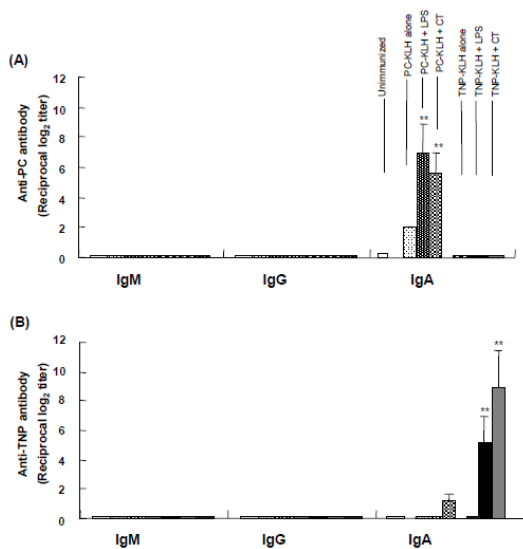 (A)
Anti-PC antibody
(Reciprocal log2 titer)
12
10
8
6
4
2
0
Unimmunized
PC-KLH alone
PC-KLH + LPS
PC-KLH + CT
TNP-KLH alone
TNP-KLH + LPS
TNP-KLH + CT
**
**
IgM IgG IgA
(B)
Anti-TNP antibody
(Reciprocal log2 titer)
12
10
8
6
4
2
0
**
**
IgM IgG IgA